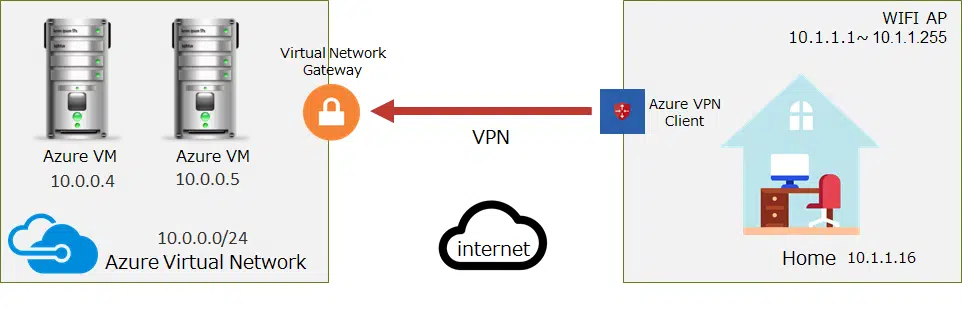 Virtual Network
Gateway
Azure VM
10.0.0.4
Azure VM
10.0.0.5
10.0.0.0/24
Azure Virtual Network
VPN
internet
WIFI AP
10.1.1.1~ 10.1.1.255
Azure VPN
Client
Home 10.1.1.16